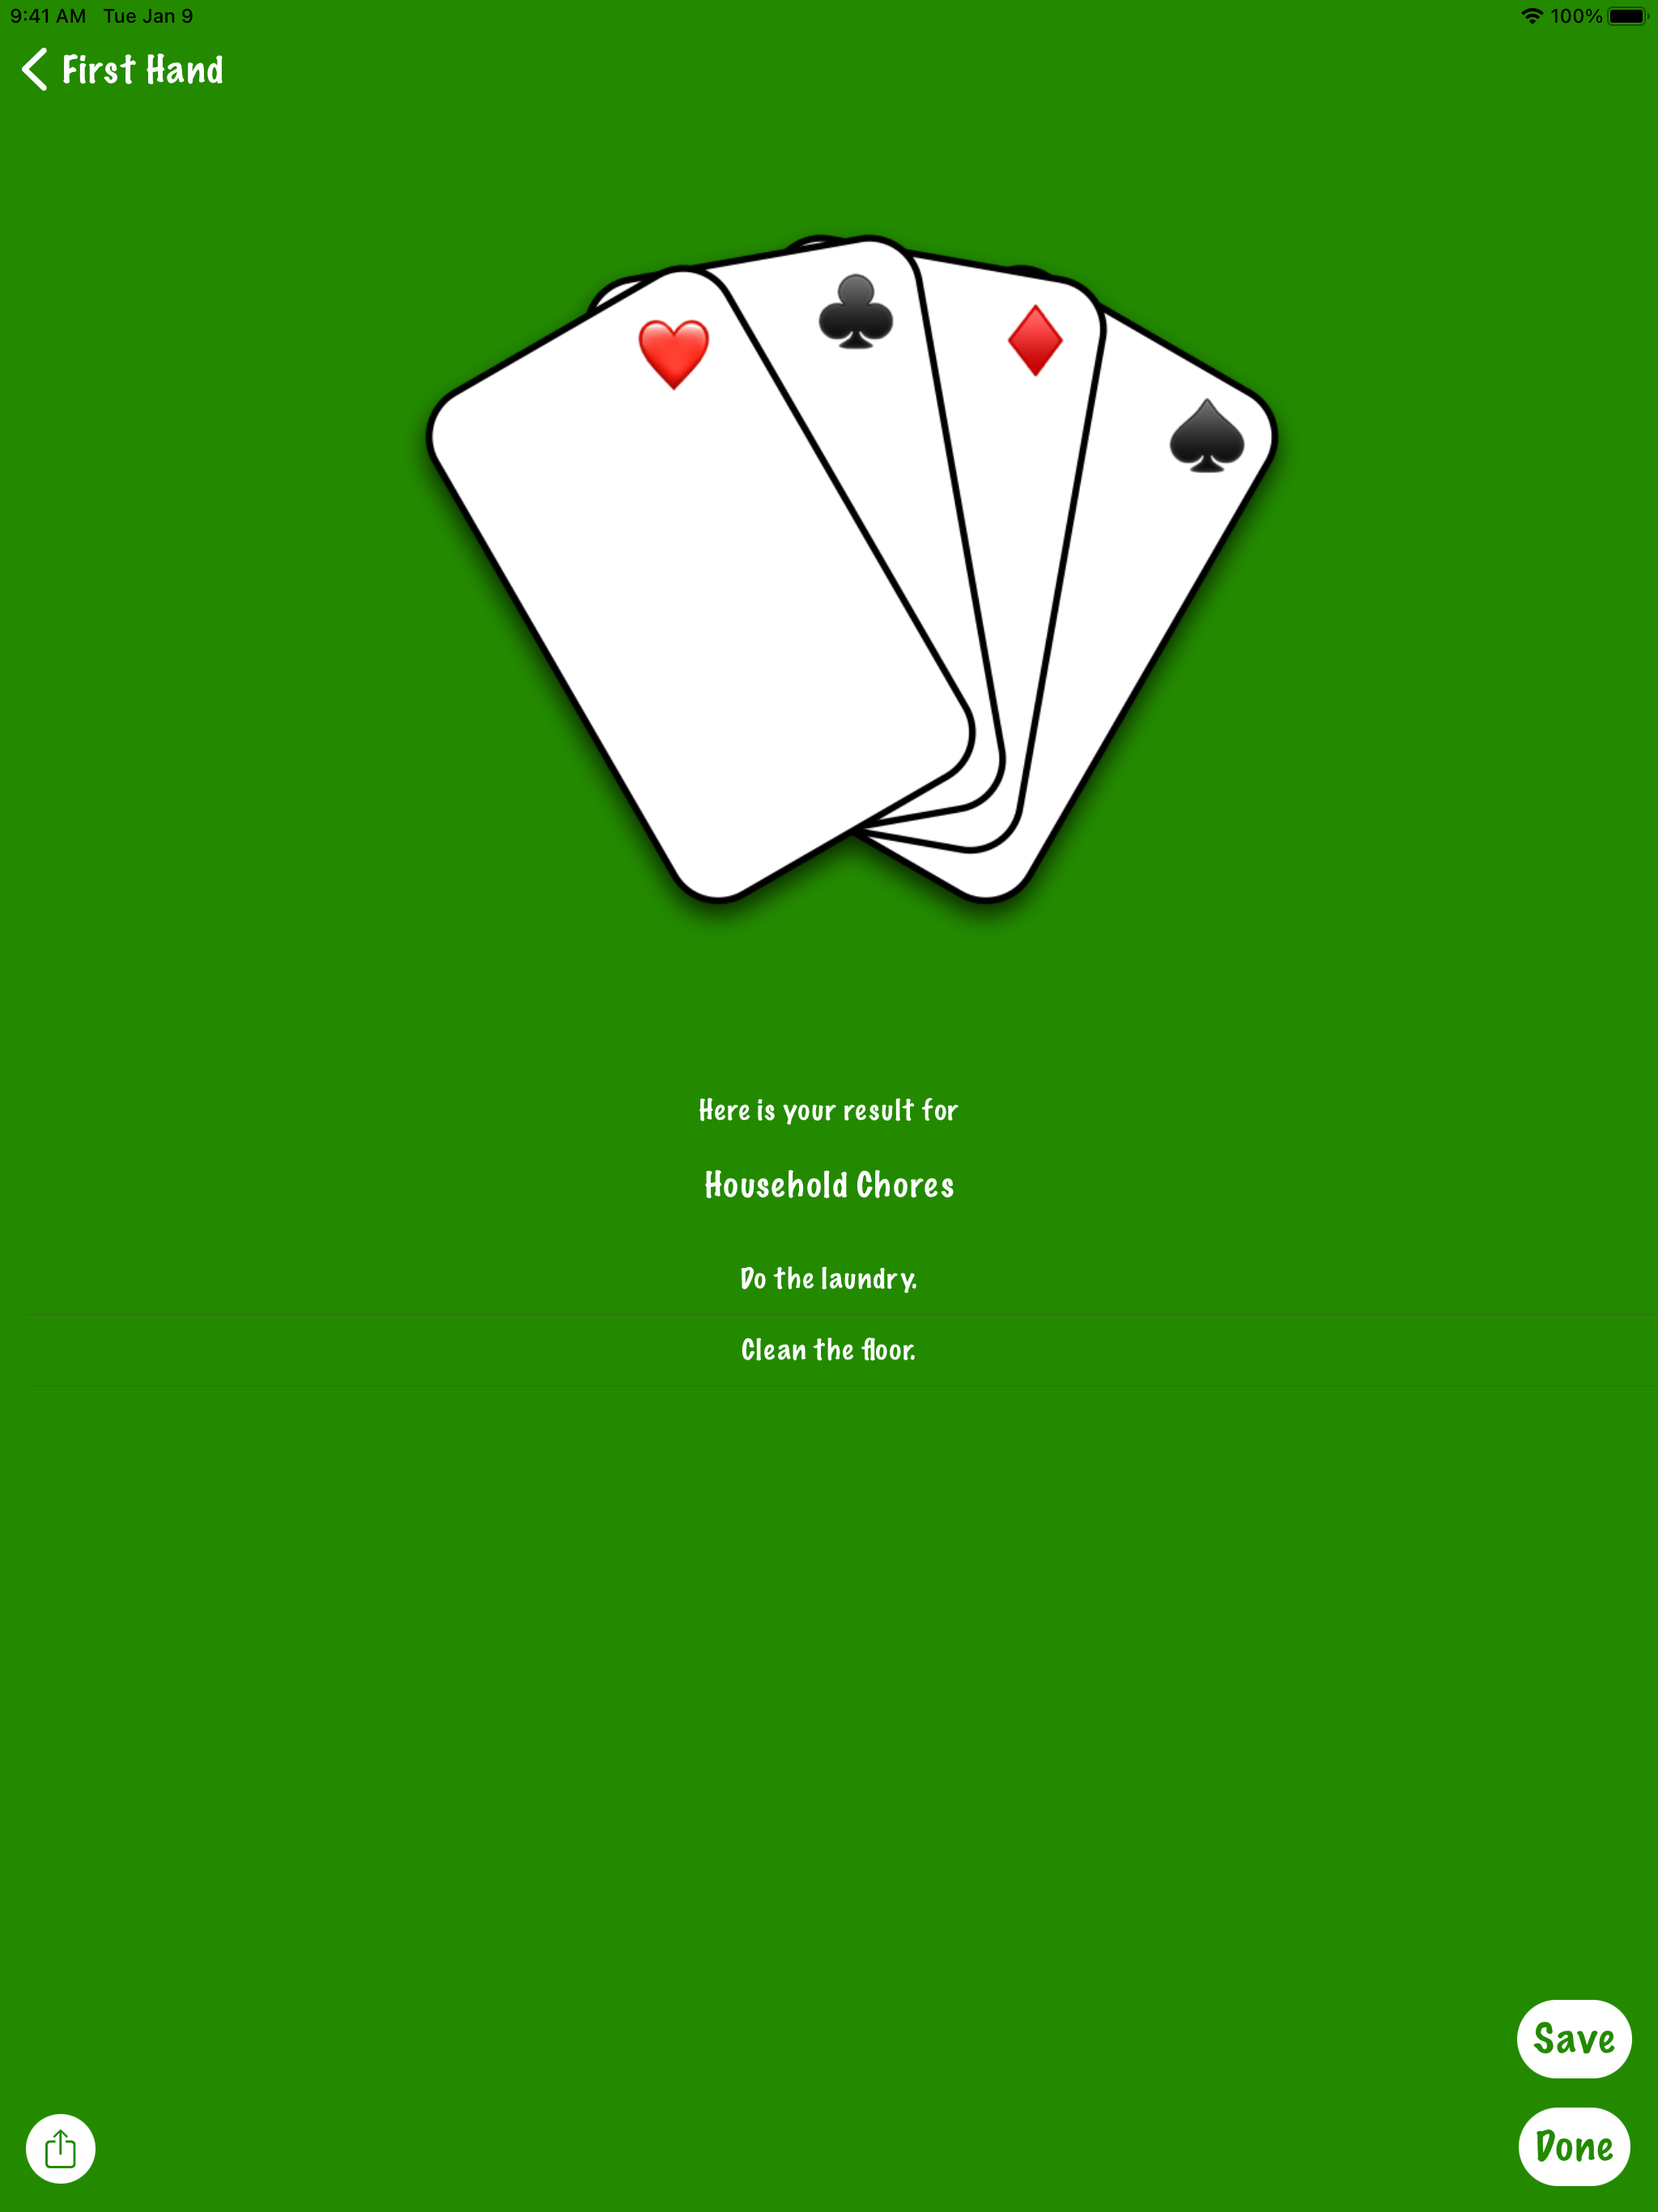 9:41 AM Tue Jan 9
100%
First Hand
Here is your result for
Household Chores
Do the laundry.
Clean the floor.
Save
Done